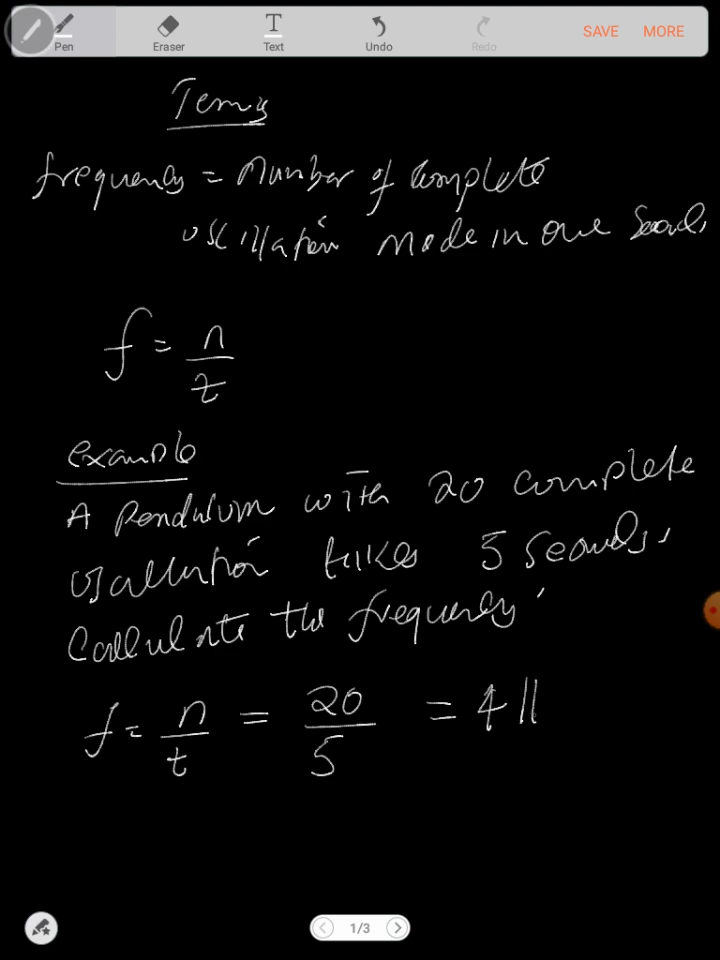 Pen Eraser Text Undo Redo SAVE MORE
Terms
frequency = Number of complete
oscillation made in one Second.
f = n/t
example
A Pendulum with 20 complete
oscillation takes 5 seconds.
Calculate the frequency.
f = n/t = 20/5 = 4 //
1/3